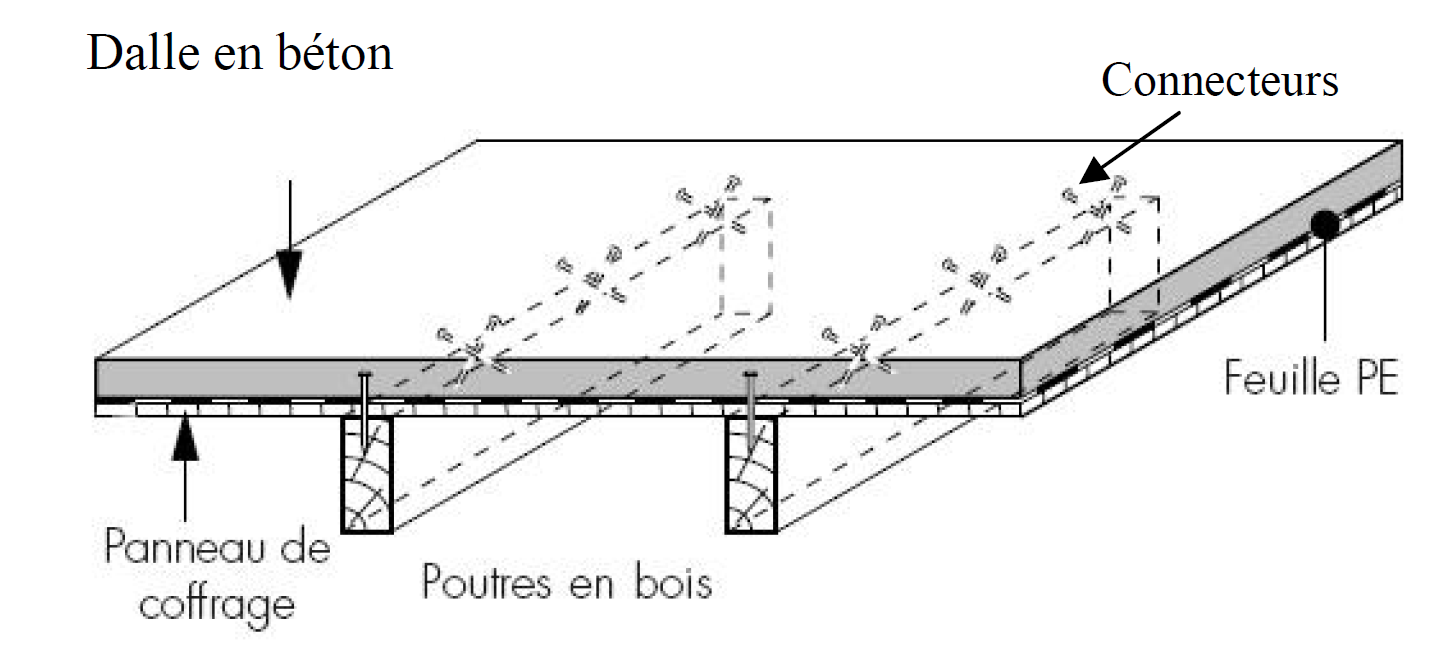 Dalle en béton
Connecteurs
Feuille PE
Panneau de
coffrage
Poutres en bois